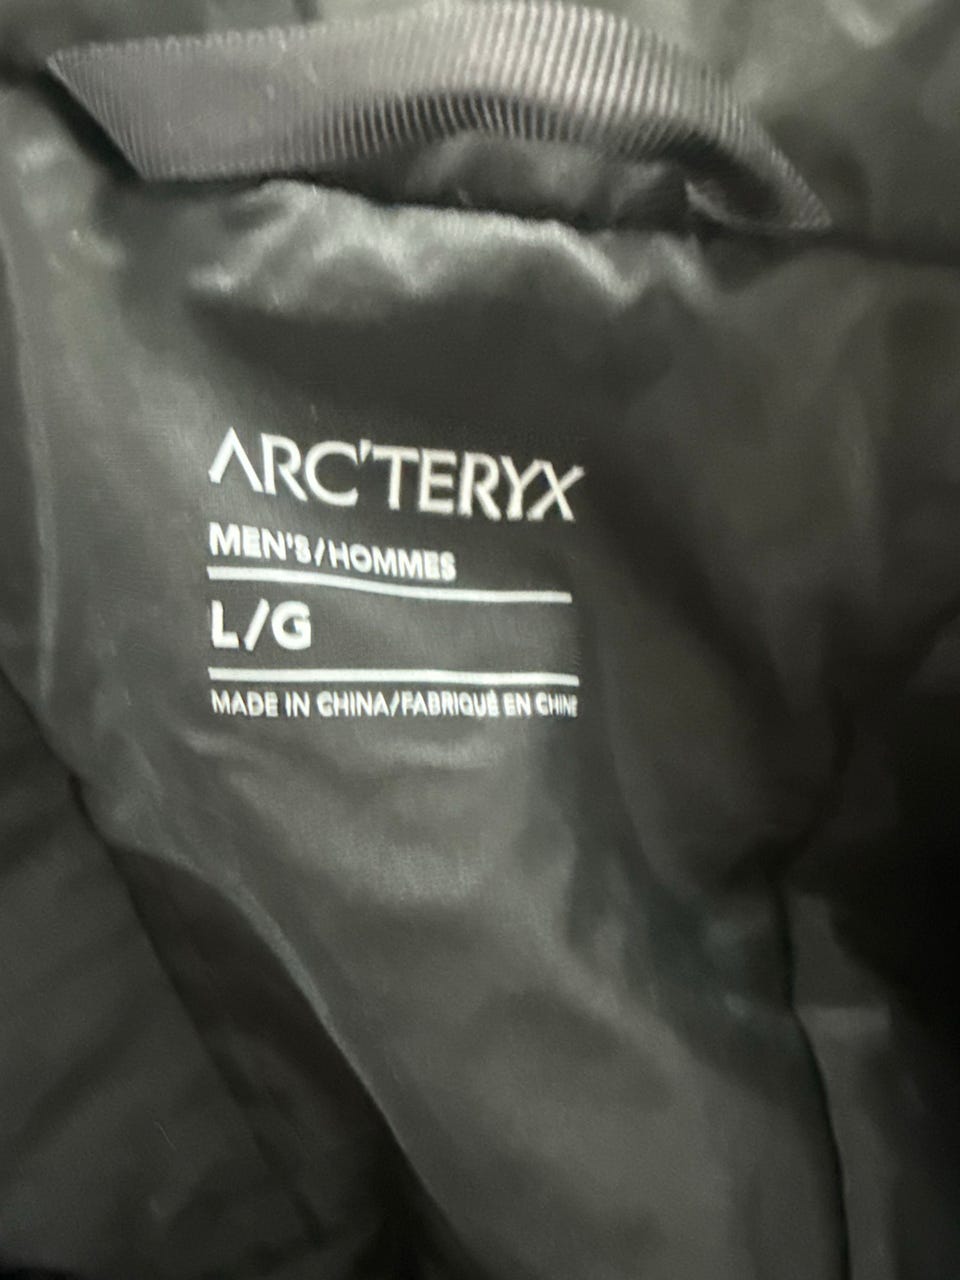 ARC'TERYX
MEN'S/HOMMES
L/G
MADE IN CHINA/FABRIQUÉ EN CHINE